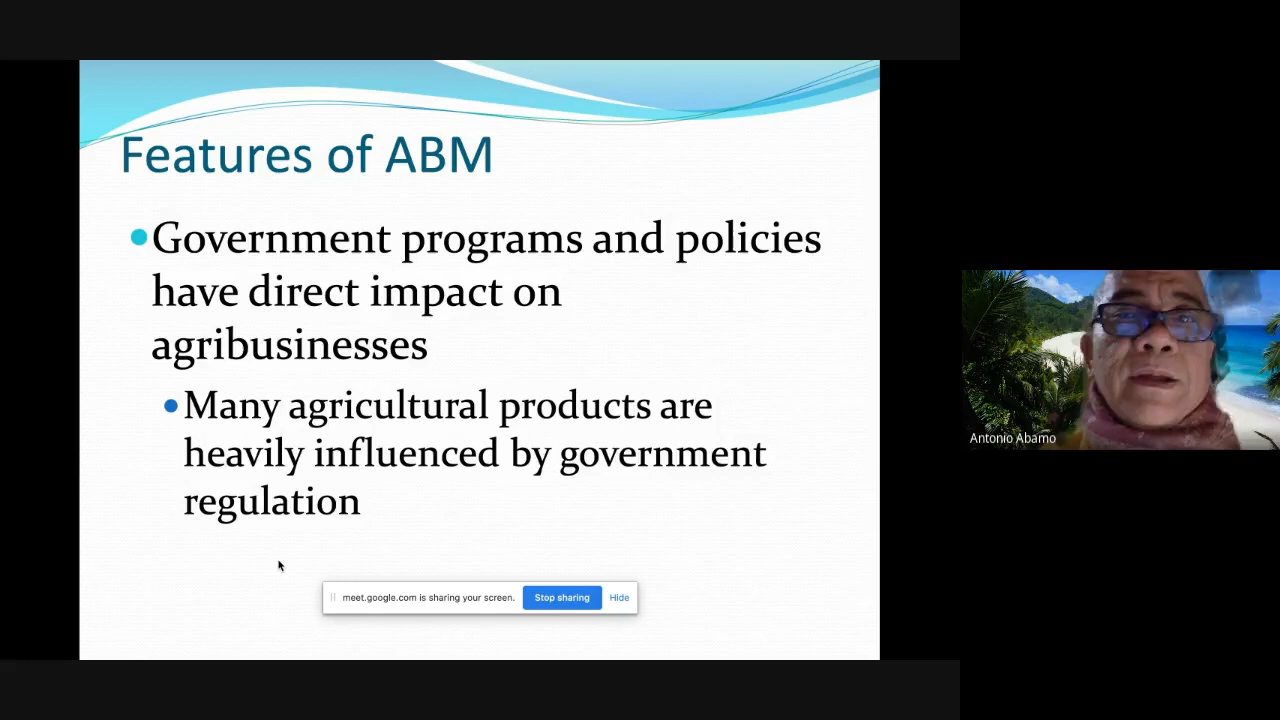 Features of ABM
Government programs and policies
have direct impact on
agribusinesses
Many agricultural products are
heavily influenced by government
regulation
meet.google.com is sharing your screen. Stop sharing Hide
Antonio Abamo